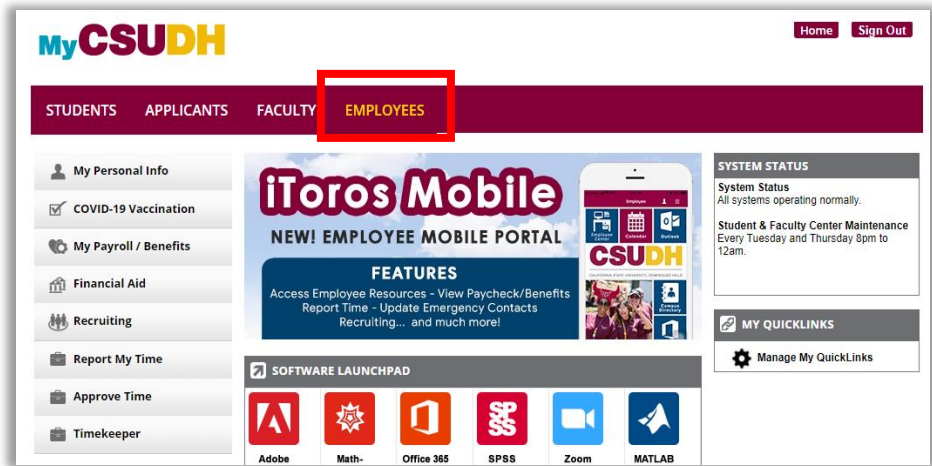 MyCSUDH
Home Sign Out
STUDENTS APPLICANTS FACULTY EMPLOYEES
My Personal Info
COVID-19 Vaccination
My Payroll / Benefits
Financial Aid
Recruiting
Report My Time
Approve Time
Timekeeper
iToros Mobile
NEW! EMPLOYEE MOBILE PORTAL
FEATURES
Access Employee Resources - View Paycheck/Benefits
Report Time - Update Emergency Contacts
Recruiting... and much more!
Employee
Employee Center
Calendar
Outlook
CSUDH
CALIFORNIA STATE UNIVERSITY, DOMINGUEZ HILLS
Campus Directory
SOFTWARE LAUNCHPAD
SPSS
Adobe Math- Office 365 SPSS Zoom MATLAB
SYSTEM STATUS
System Status
All systems operating normally.
Student & Faculty Center Maintenance
Every Tuesday and Thursday 8pm to
12am.
MY QUICKLINKS
Manage My QuickLinks